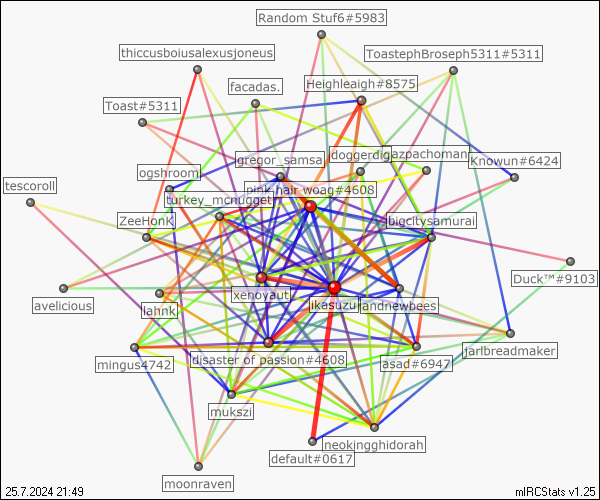 Random Stuf6#5983
thiccusboiusalexusjoneus
ToastephBroseph5311#5311
facadas.
Heighleaigh#8575
Toast#5311
gregor_samsa
doggerdigazpachoman
Knowun#6424
ogshroom
tescoroll
pink hair woag#4608
turkey_mcnugget
ZeeHonK
bigcitysamurai
Duck™#9103
xenoyaut
ikasuzu
andnewbees
avelicious
lahnk
mingus4742
disaster of passion#4608
asad#6947
jarlbreadmaker
mukszi
neokingghidorah
default#0617
moonraven
25.7.2024 21:49
mIRCStats v1.25